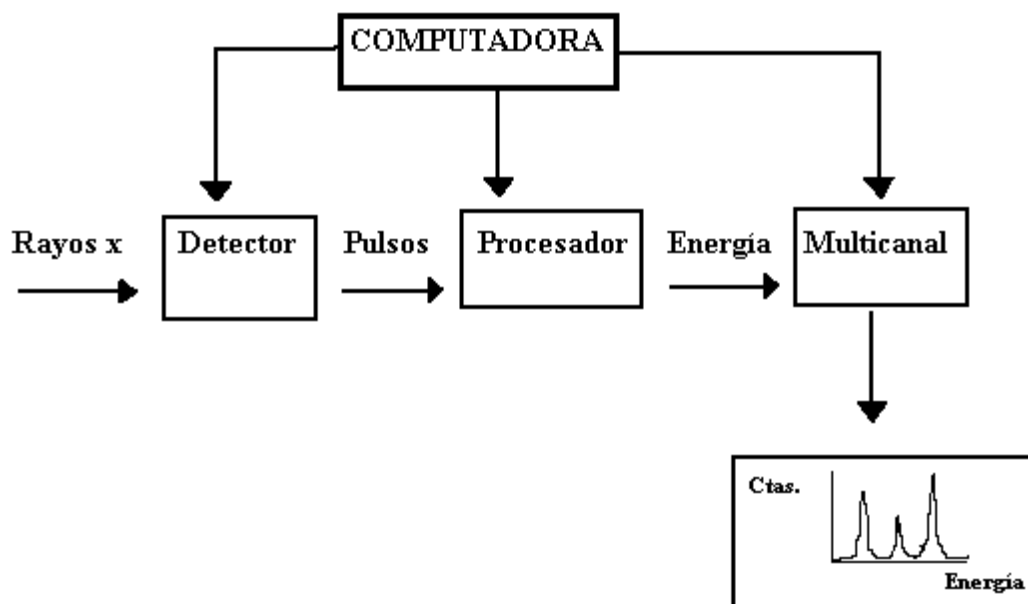 COMPUTADORA
Rayos x
Detector
Pulsos
Procesador
Energía
Multicanal
Ctas.
Energía